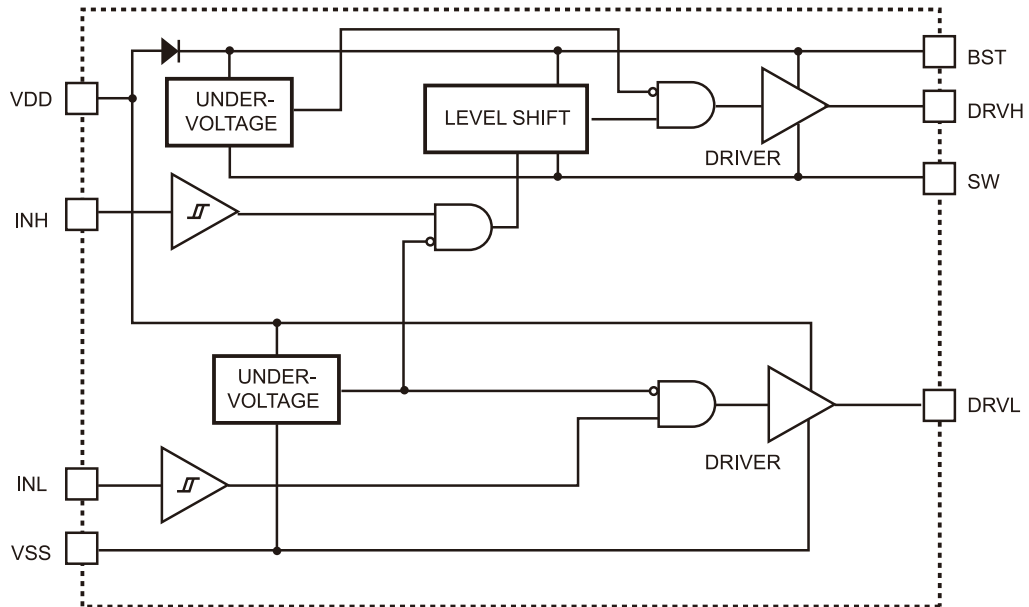 BST
VDD
UNDER-
VOLTAGE
LEVEL SHIFT
DRVH
DRIVER
SW
INH
UNDER-
VOLTAGE
DRVL
DRIVER
INL
VSS